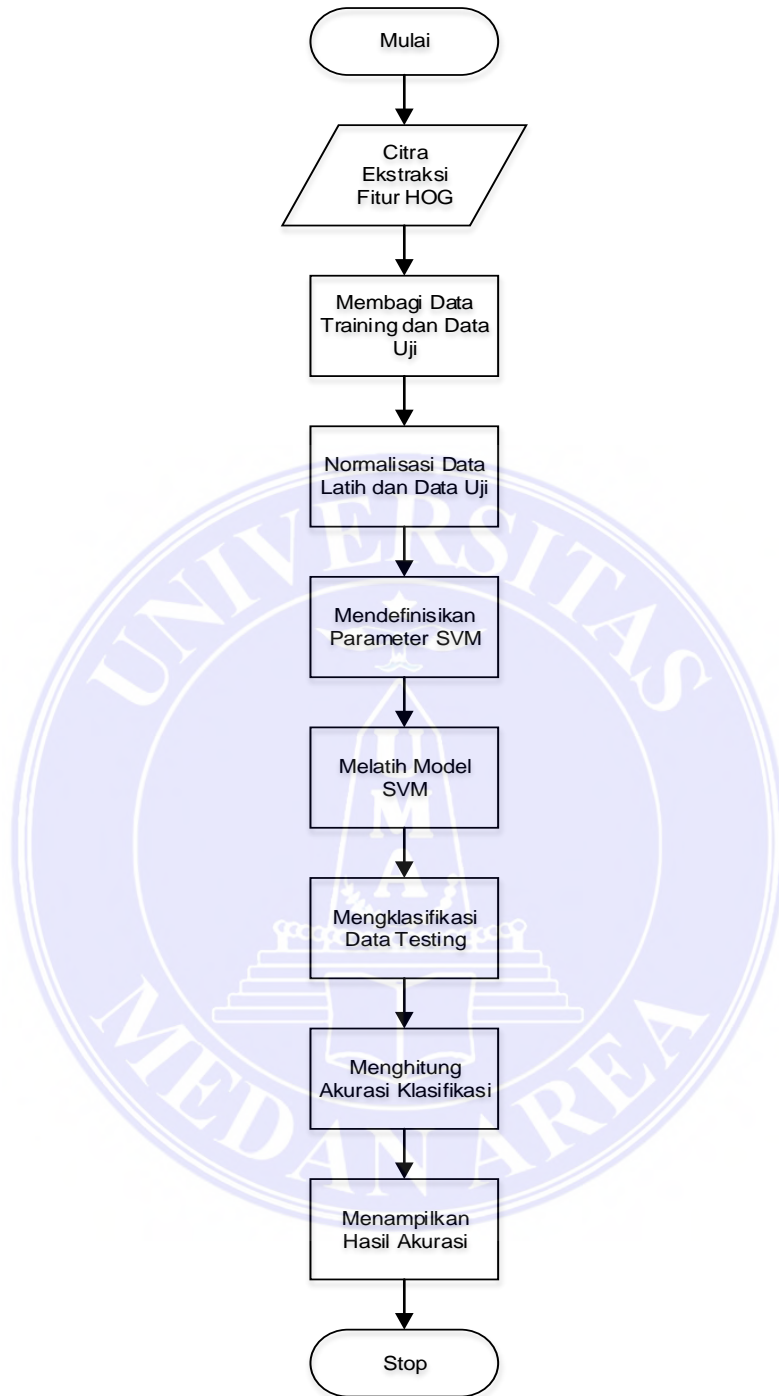 Mulai
Citra
Ekstraksi
Fitur HOG
Membagi Data
Training dan Data
Uji
Normalisasi Data
Latih dan Data Uji
UNIVERSITAS
Mendefinisikan
Parameter SVM
Melatih Model
SVM
U
M
A
Mengklasifikasi
Data Testing
Menghitung
Akurasi Klasifikasi
MEDAN AREA
Menampilkan
Hasil Akurasi
Stop